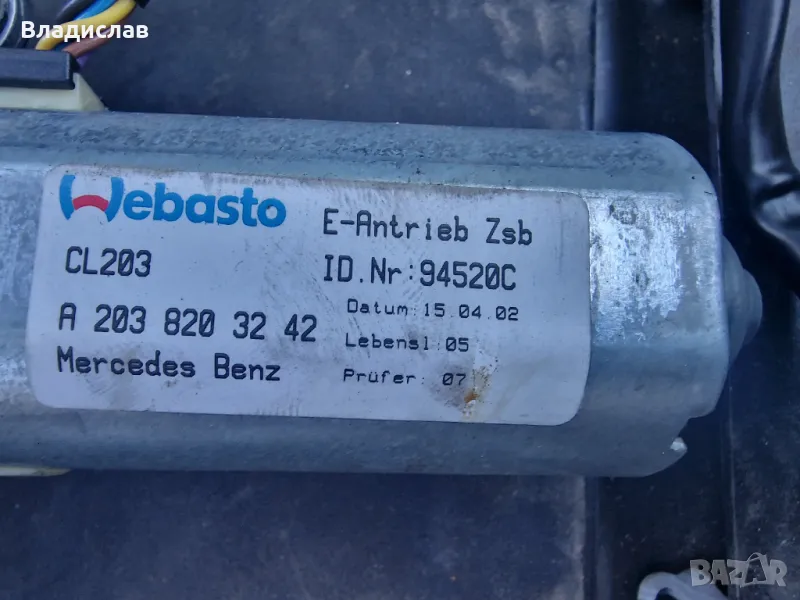 Владислав
Webasto
E-Antrieb Zsb
CL203
ID.Nr:94520C
A 203 820 32 42
Datum:15.04.02
Lebensl:05
Mercedes Benz
Prüfer: 07
BAZAR